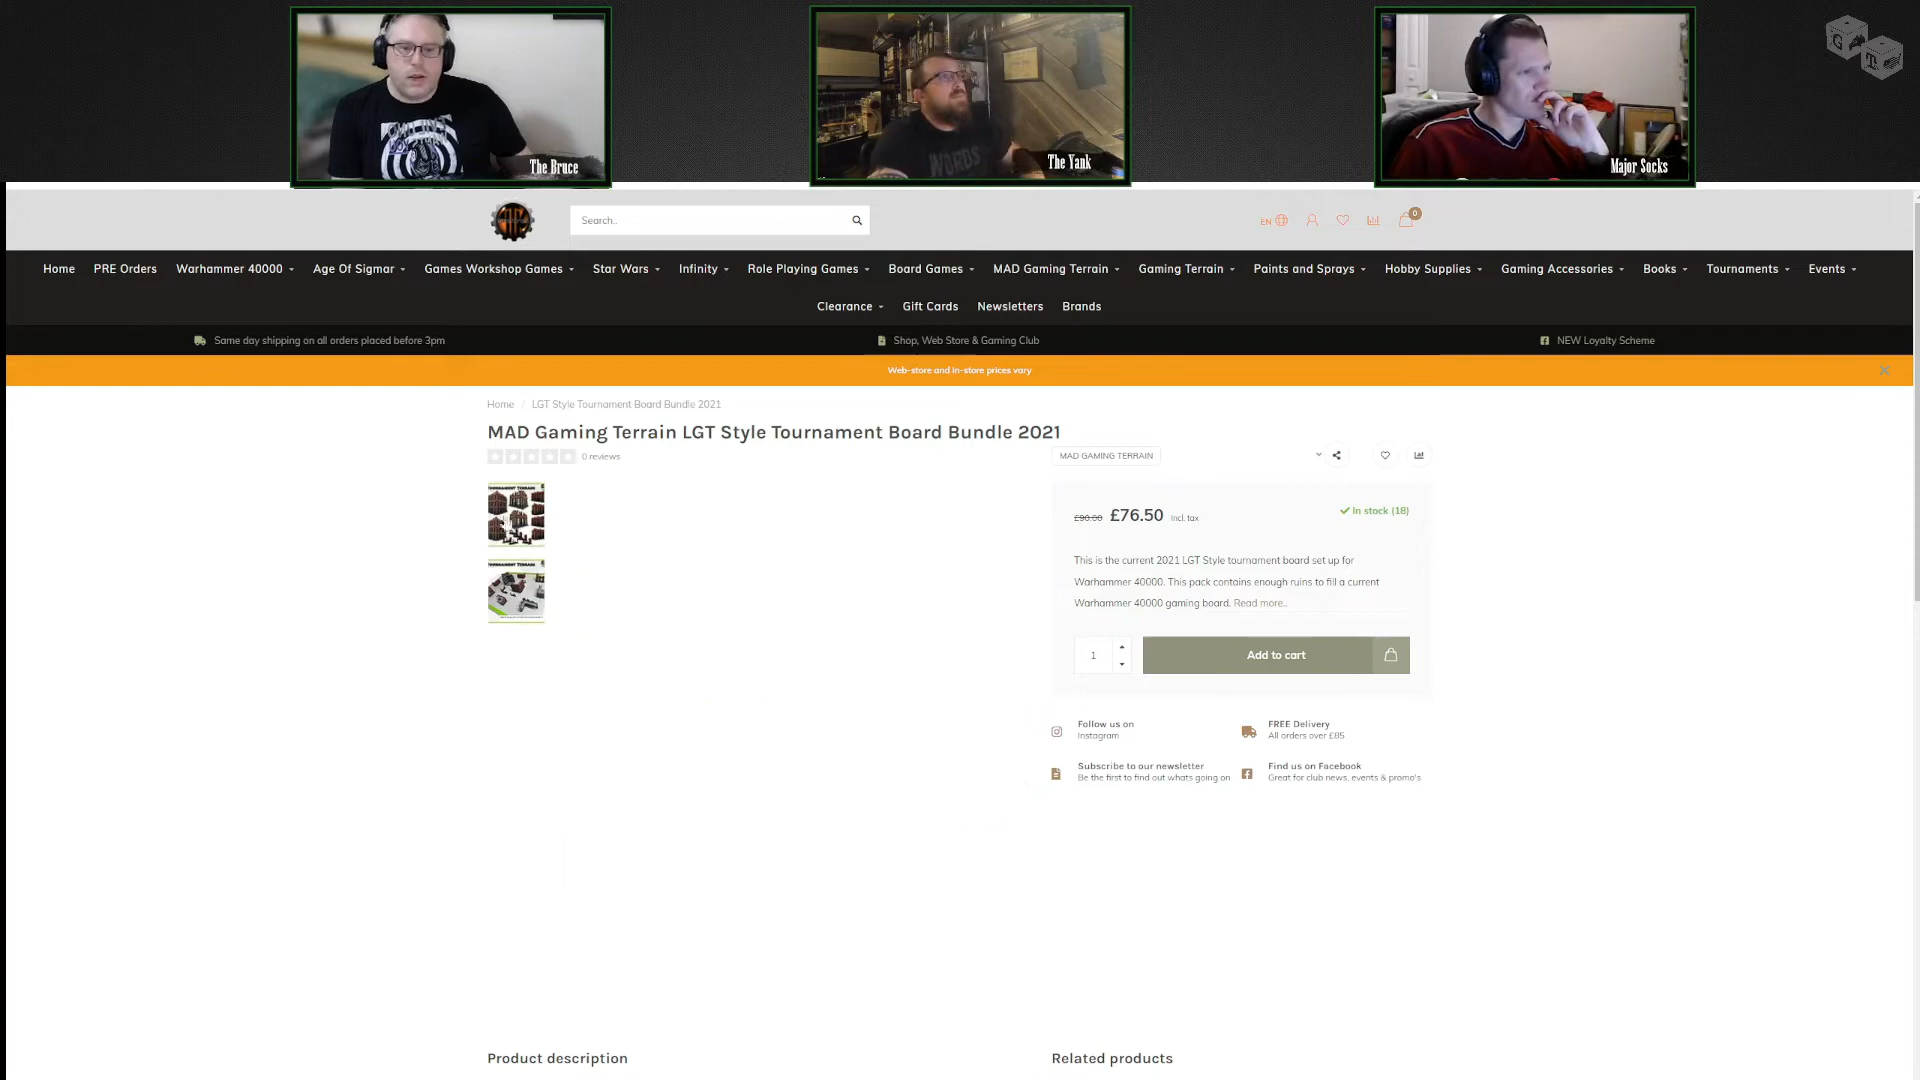 The Bruce
The Yank
Major Socks
WARDS
Search..
EN
0
Home
PRE Orders
Warhammer 40000
Age Of Sigmar
Games Workshop Games
Star Wars
Infinity
Role Playing Games
Board Games
MAD Gaming Terrain
Gaming Terrain
Paints and Sprays
Hobby Supplies
Gaming Accessories
Books
Tournaments
Events
Clearance
Gift Cards
Newsletters
Brands
Same day shipping on all orders placed before 3pm
Shop, Web Store & Gaming Club
NEW Loyalty Scheme
Web-store and in-store prices vary
Home / LGT Style Tournament Board Bundle 2021
MAD Gaming Terrain LGT Style Tournament Board Bundle 2021
0 reviews
MAD GAMING TERRAIN
£90.00 £76.50 Incl. tax
In stock (18)
This is the current 2021 LGT Style tournament board set up for
Warhammer 40000. This pack contains enough ruins to fill a current
Warhammer 40000 gaming board. Read more..
1
Add to cart
Follow us on
Instagram
FREE Delivery
All orders over £85
Subscribe to our newsletter
Be the first to find out whats going on
Find us on Facebook
Great for club news, events & promo's
Product description
Related products